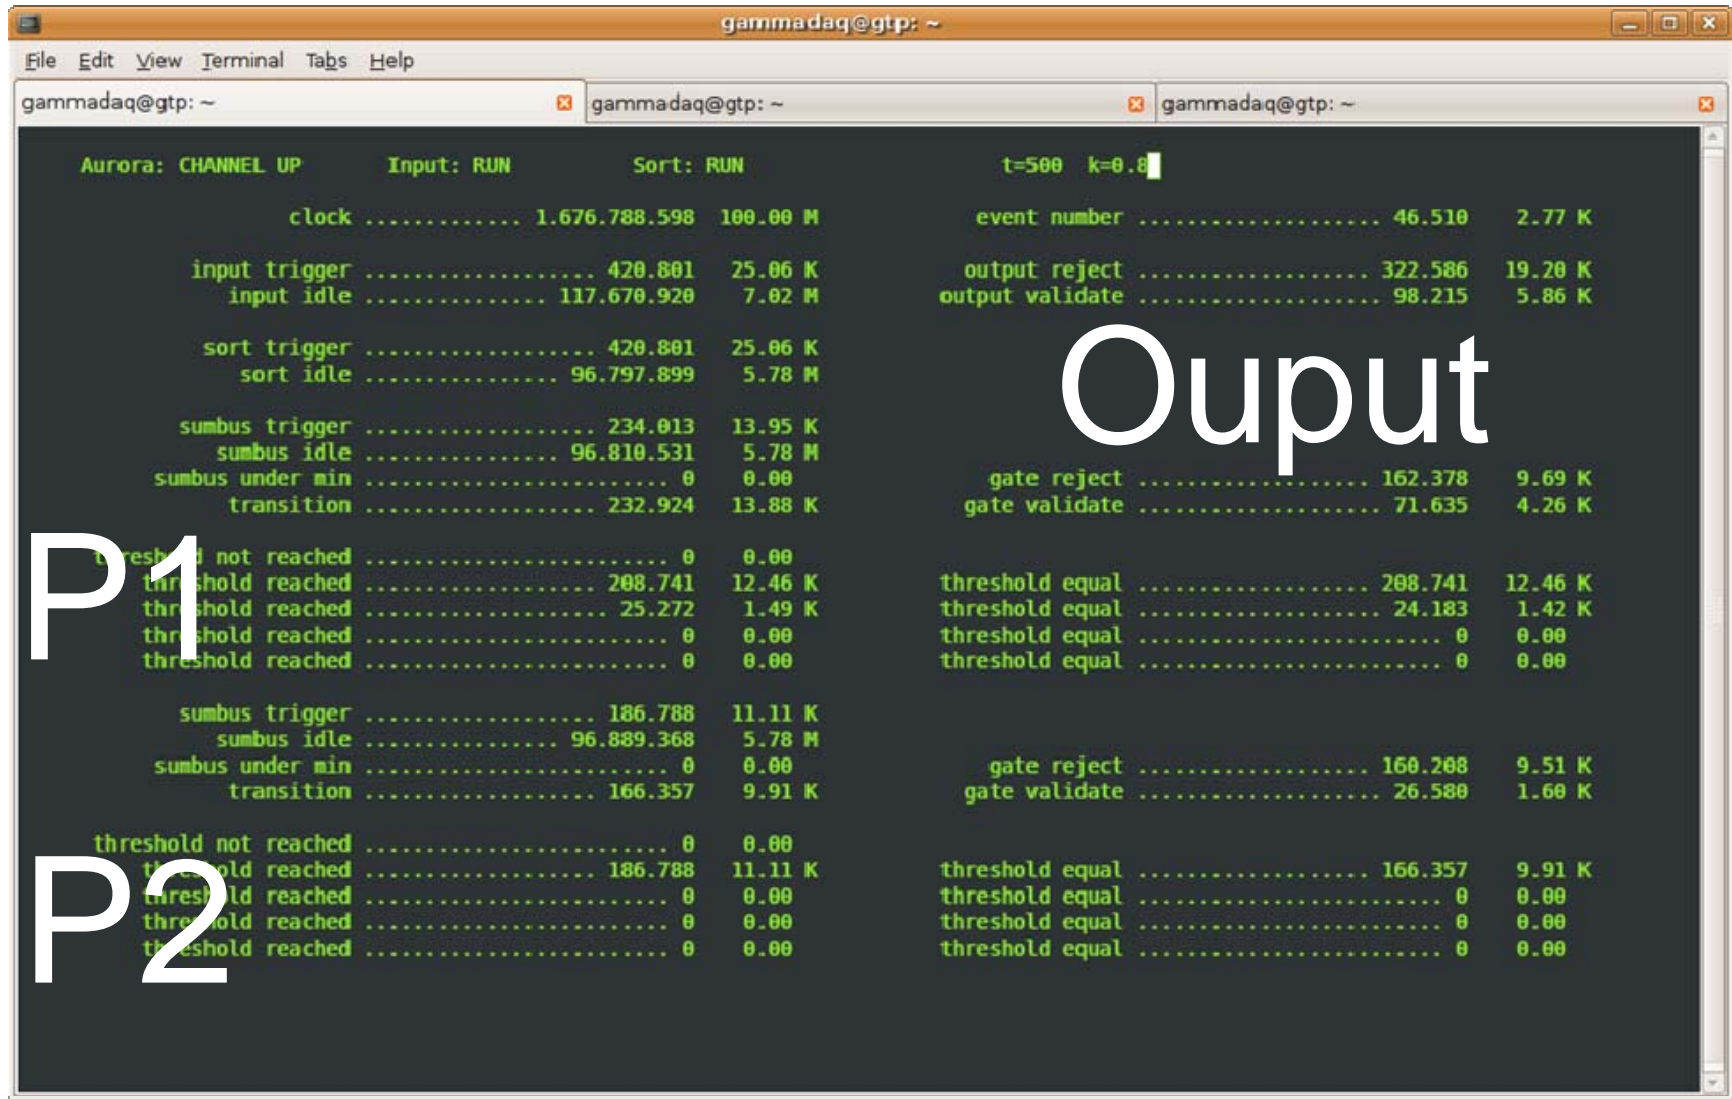 gammadaq@gtp: ~
File Edit View Terminal Tabs Help
gammadaq@gtp: ~ gammadaq@gtp: ~ gammadaq@gtp: ~
Aurora: CHANNEL UP Input: RUN Sort: RUN t=500 k=0.8
clock ............. 1.676.788.598 100.00 M event number .................... 46.510 2.77 K
input trigger ................... 420.801 25.06 K output reject ................... 322.586 19.20 K
input idle ............... 117.670.920 7.02 M output validate .................... 98.215 5.86 K
Ouput
sort trigger ................... 420.801 25.06 K
sort idle ................ 96.797.899 5.78 M
sumbus trigger ................... 234.013 13.95 K
sumbus idle ................ 96.810.531 5.78 M
sumbus under min ......................... 0 0.00 gate reject ................... 162.378 9.69 K
transition ................... 232.924 13.88 K gate validate .................... 71.635 4.26 K
P1
threshold not reached ......................... 0 0.00
threshold reached ................... 208.741 12.46 K threshold equal ................... 208.741 12.46 K
threshold reached .................... 25.272 1.49 K threshold equal .................... 24.183 1.42 K
threshold reached ......................... 0 0.00 threshold equal ......................... 0 0.00
threshold reached ......................... 0 0.00 threshold equal ......................... 0 0.00
sumbus trigger ................... 186.788 11.11 K
sumbus idle ................ 96.889.368 5.78 M
sumbus under min ......................... 0 0.00 gate reject ................... 160.208 9.51 K
transition ................... 166.357 9.91 K gate validate .................... 26.580 1.60 K
P2
threshold not reached ......................... 0 0.00
threshold reached ................... 186.788 11.11 K threshold equal ................... 166.357 9.91 K
threshold reached ......................... 0 0.00 threshold equal ......................... 0 0.00
threshold reached ......................... 0 0.00 threshold equal ......................... 0 0.00
threshold reached ......................... 0 0.00 threshold equal ......................... 0 0.00